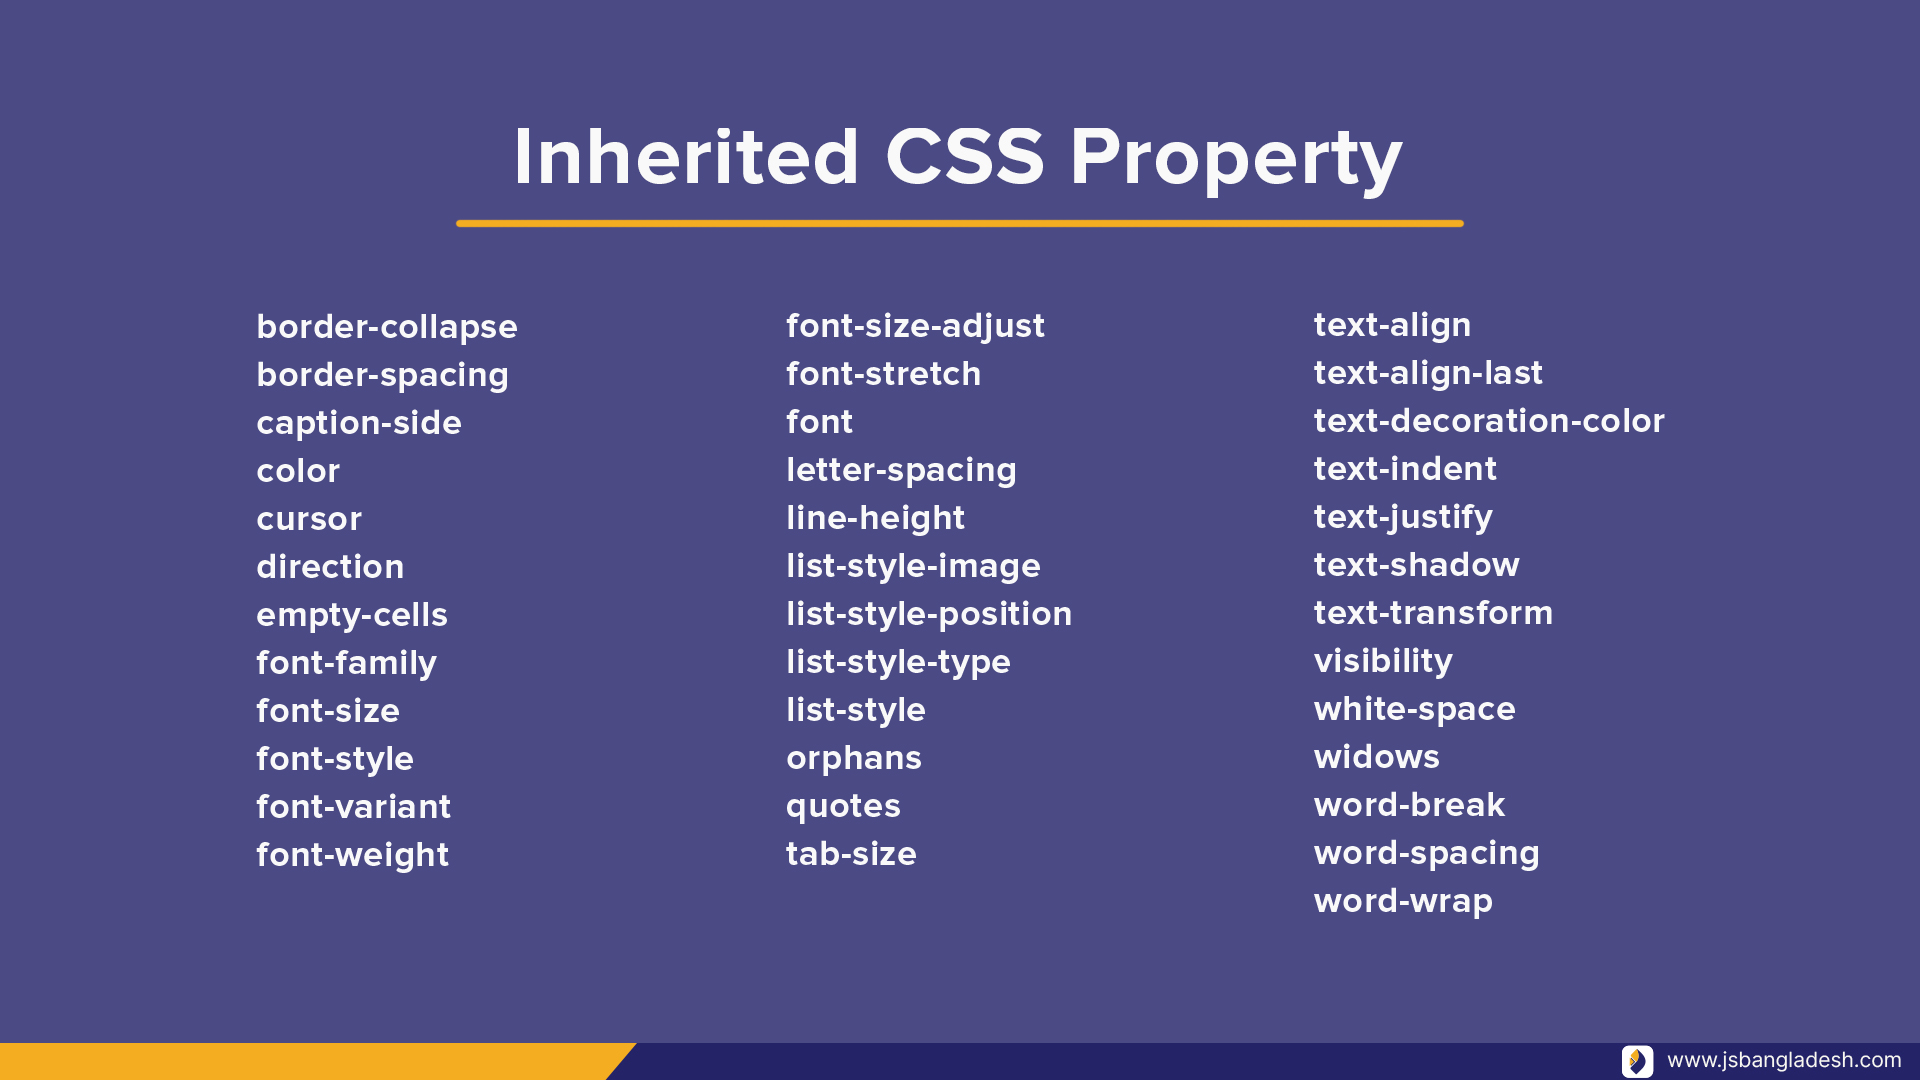 Inherited CSS Property
border-collapse
border-spacing
caption-side
color
cursor
direction
empty-cells
font-family
font-size
font-style
font-variant
font-weight
font-size-adjust
font-stretch
font
letter-spacing
line-height
list-style-image
list-style-position
list-style-type
list-style
orphans
quotes
tab-size
text-align
text-align-last
text-decoration-color
text-indent
text-justify
text-shadow
text-transform
visibility
white-space
widows
word-break
word-spacing
word-wrap
www.jsbangladesh.com